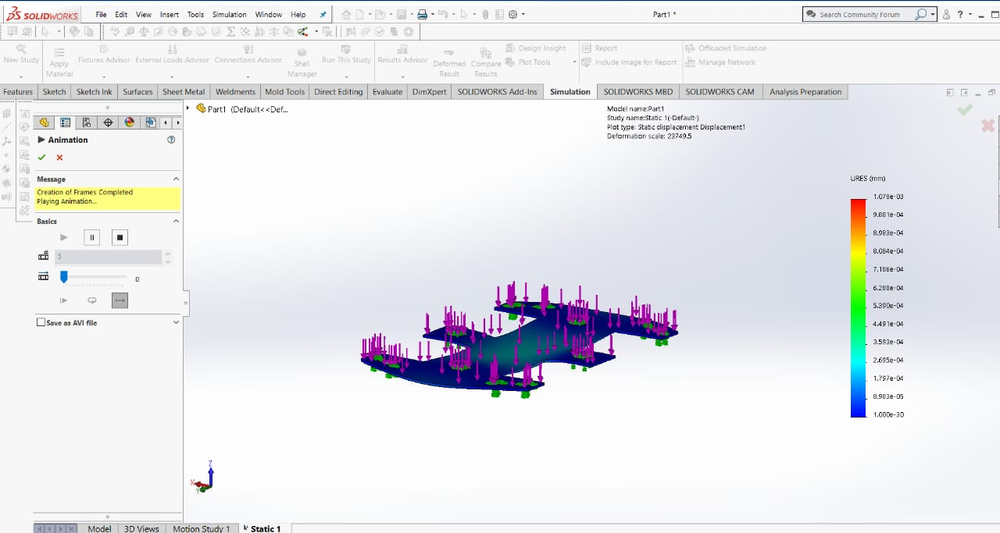 SOLIDWORKS
File Edit View Insert Tools Simulation Window Help
Part1 *
Search Community Forum
New Study
Apply Material
Fixtures Advisor
External Loads Advisor
Connections Advisor
Shell Manager
Run This Study
Results Advisor
Deformed Result
Compare Results
Design Insight
Plot Tools
Report
Include Image for Report
Offloaded Simulation
Manage Network
Features Sketch Sketch Ink Surfaces Sheet Metal Weldments Mold Tools Direct Editing Evaluate DimXpert SOLIDWORKS Add-Ins Simulation SOLIDWORKS MBD SOLIDWORKS CAM Analysis Preparation
Part1 (Default<<Def...
Model name:Part1
Study name:Static 1(-Default-)
Plot type: Static displacement Displacement1
Deformation scale: 23749.5
Animation
Message
Creation of Frames Completed
Playing Animation...
Basics
5
0
Save as AVI file
URES (mm)
1.078e-03
9.881e-04
8.983e-04
8.084e-04
7.186e-04
6.288e-04
5.390e-04
4.491e-04
3.593e-04
2.695e-04
1.797e-04
8.983e-05
1.000e-30
Z
X
Y
Model 3D Views Motion Study 1 Static 1